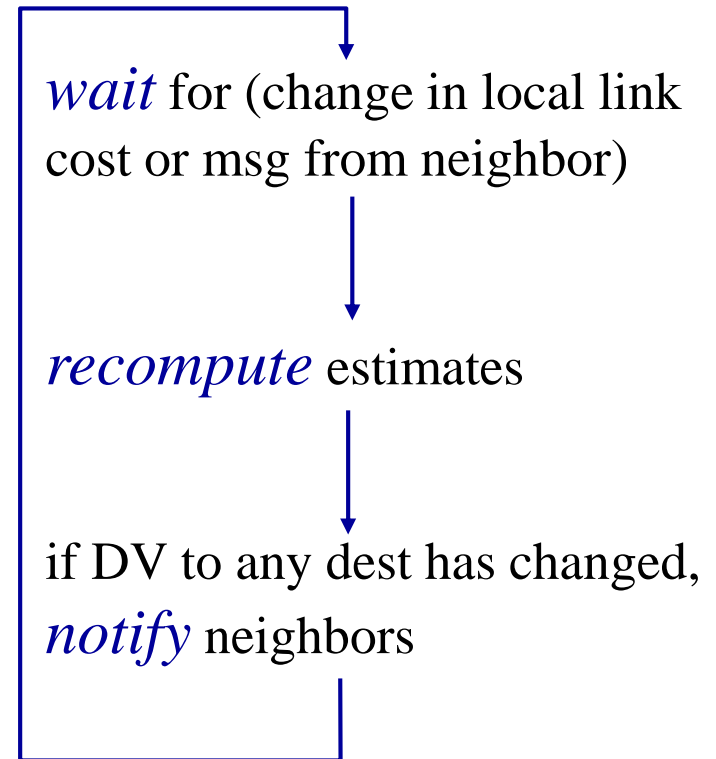 wait for (change in local link
cost or msg from neighbor)
recompute estimates
if DV to any dest has changed,
notify neighbors